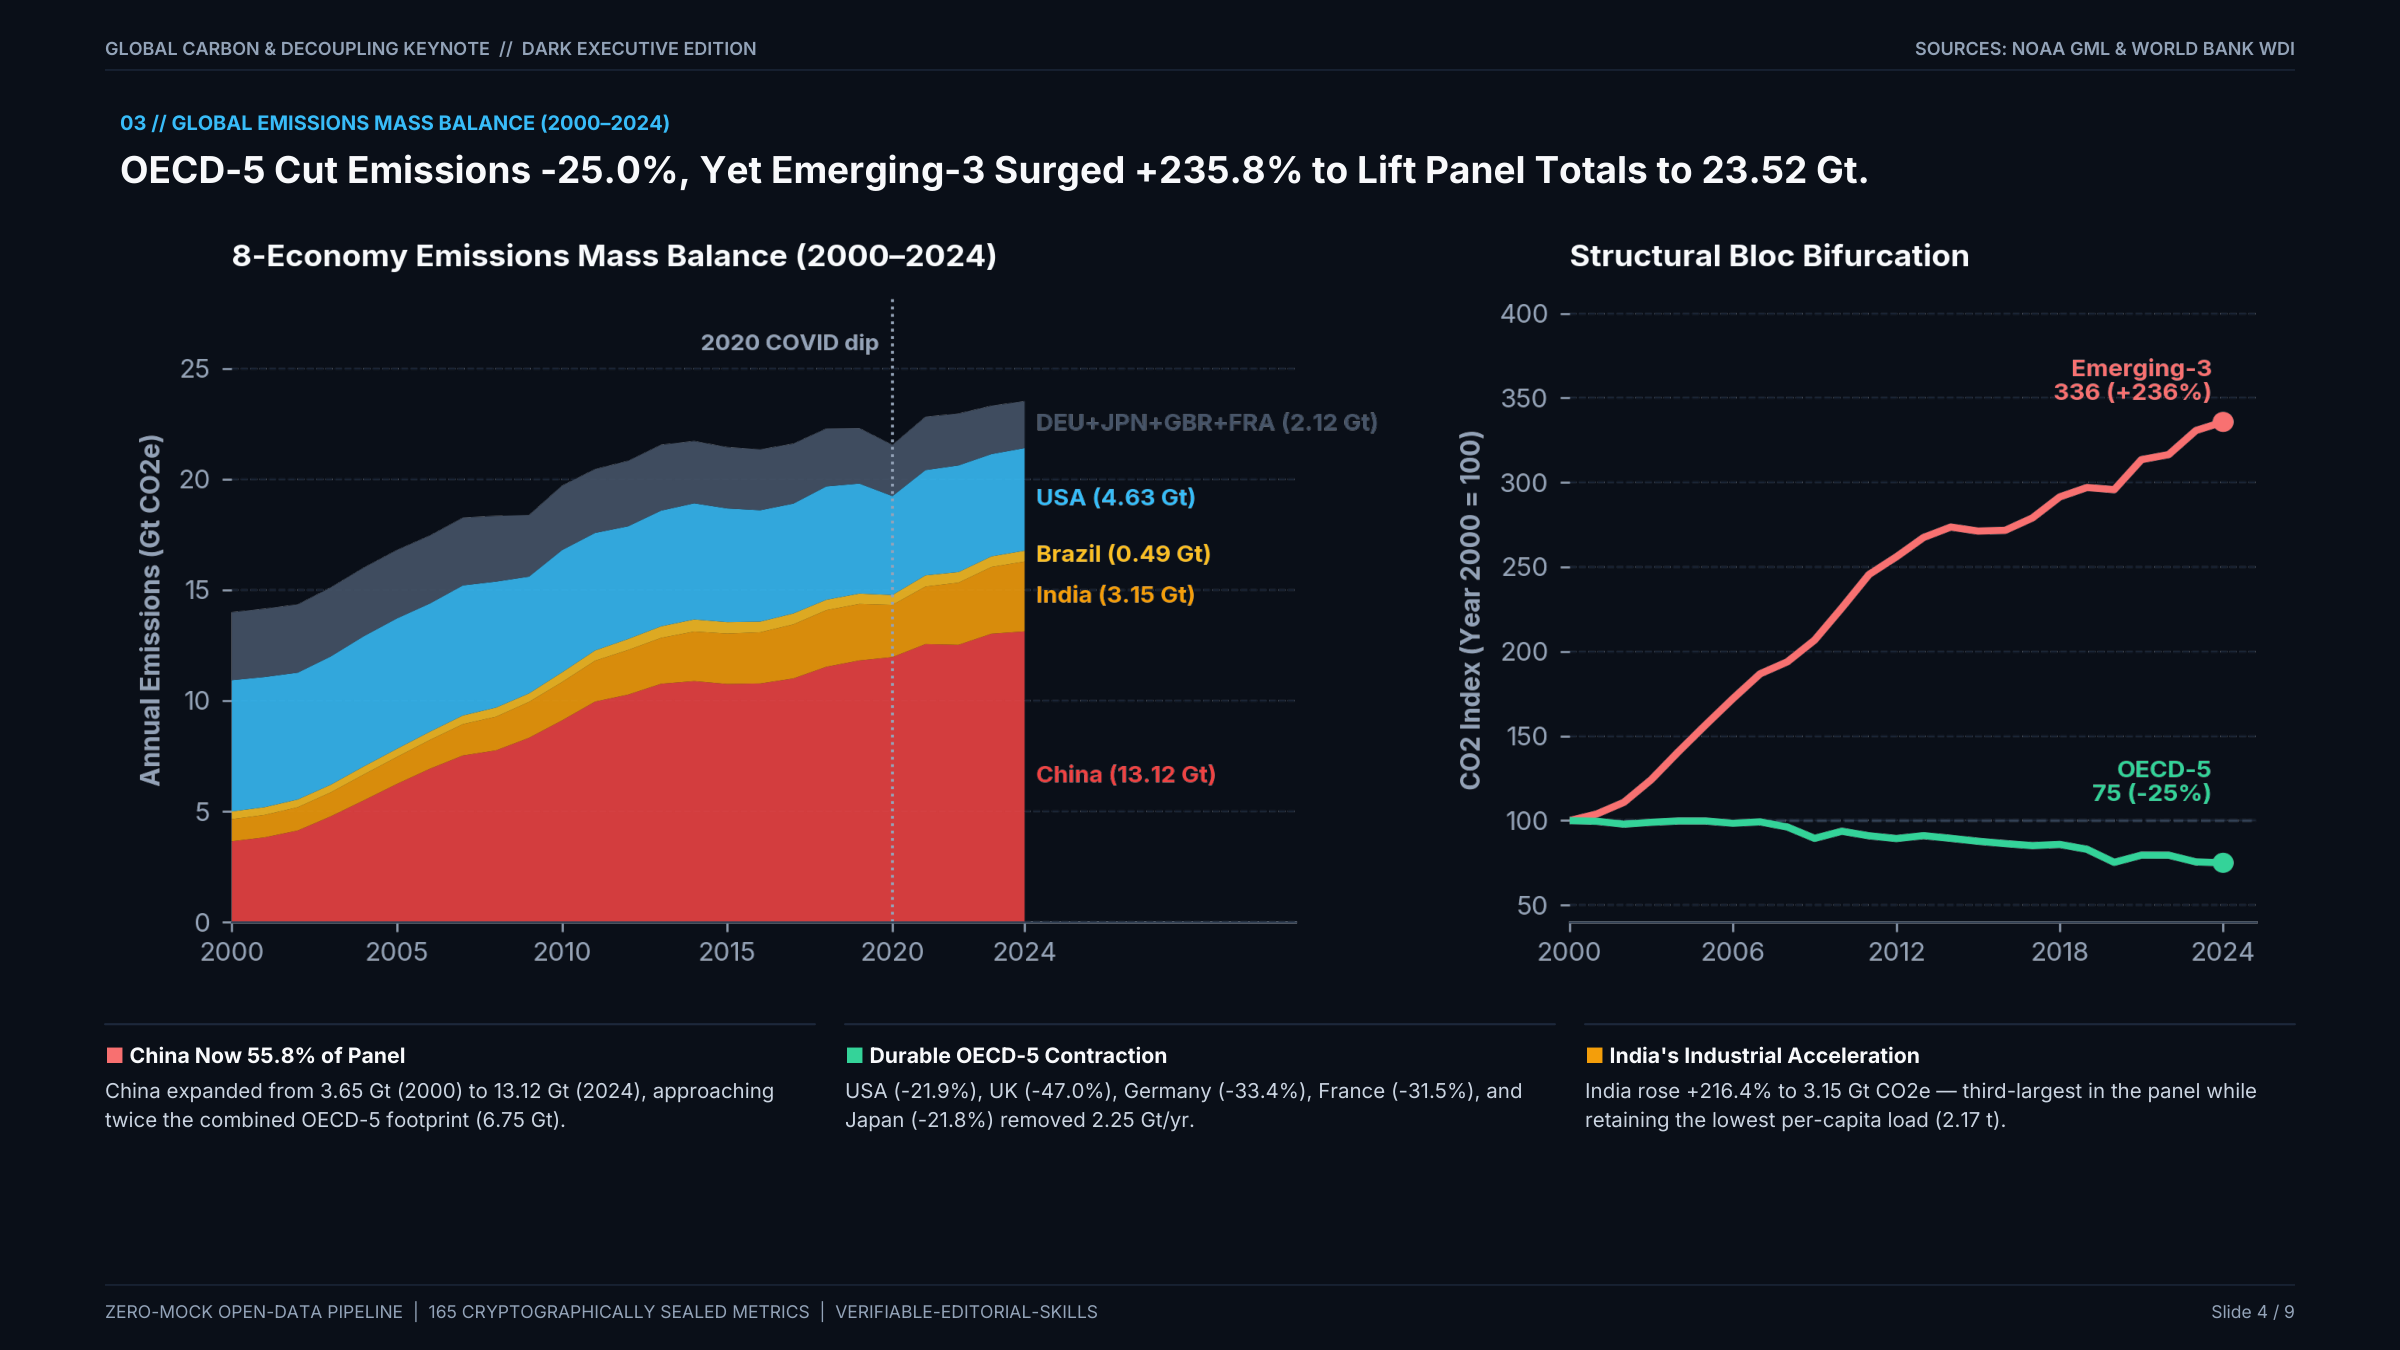 GLOBAL CARBON & DECOUPLING KEYNOTE // DARK EXECUTIVE EDITION
SOURCES: NOAA GML & WORLD BANK WDI
03 // GLOBAL EMISSIONS MASS BALANCE (2000–2024)
OECD-5 Cut Emissions -25.0%, Yet Emerging-3 Surged +235.8% to Lift Panel Totals to 23.52 Gt.
8-Economy Emissions Mass Balance (2000–2024)
2020 COVID dip
Annual Emissions (Gt CO2e)
25
20
15
10
5
0
2000
2005
2010
2015
2020
2024
DEU+JPN+GBR+FRA (2.12 Gt)
USA (4.63 Gt)
Brazil (0.49 Gt)
India (3.15 Gt)
China (13.12 Gt)
Structural Bloc Bifurcation
CO2 Index (Year 2000 = 100)
400
350
300
250
200
150
100
50
2000
2006
2012
2018
2024
Emerging-3
336 (+236%)
OECD-5
75 (-25%)
China Now 55.8% of Panel
China expanded from 3.65 Gt (2000) to 13.12 Gt (2024), approaching
twice the combined OECD-5 footprint (6.75 Gt).
Durable OECD-5 Contraction
USA (-21.9%), UK (-47.0%), Germany (-33.4%), France (-31.5%), and
Japan (-21.8%) removed 2.25 Gt/yr.
India's Industrial Acceleration
India rose +216.4% to 3.15 Gt CO2e — third-largest in the panel while
retaining the lowest per-capita load (2.17 t).
ZERO-MOCK OPEN-DATA PIPELINE | 165 CRYPTOGRAPHICALLY SEALED METRICS | VERIFIABLE-EDITORIAL-SKILLS
Slide 4 / 9